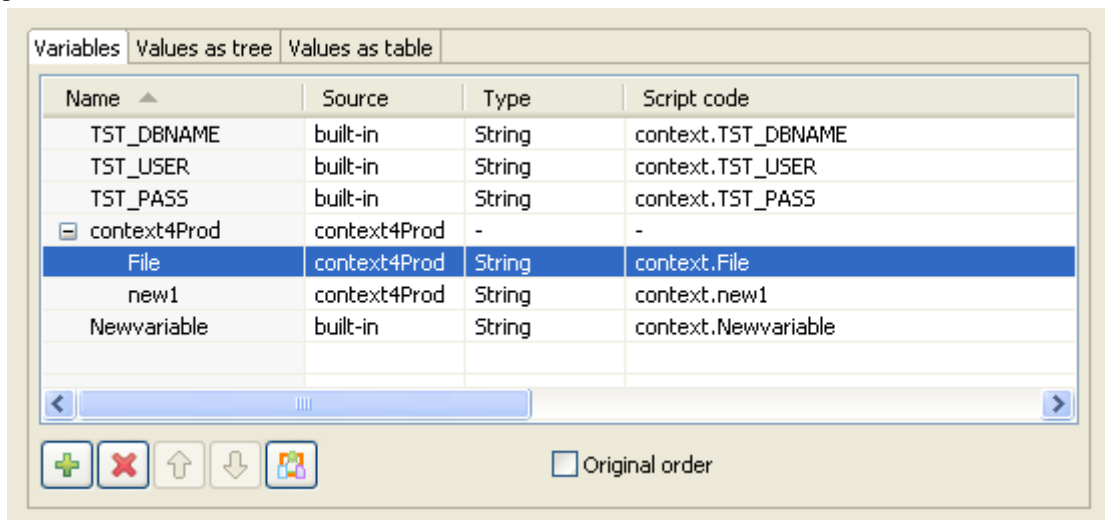 Variables Values as tree Values as table
Name Source Type Script code
TST_DBNAME built-in String context.TST_DBNAME
TST_USER built-in String context.TST_USER
TST_PASS built-in String context.TST_PASS
context4Prod context4Prod - -
File context4Prod String context.File
new1 context4Prod String context.new1
Newvariable built-in String context.Newvariable
Original order